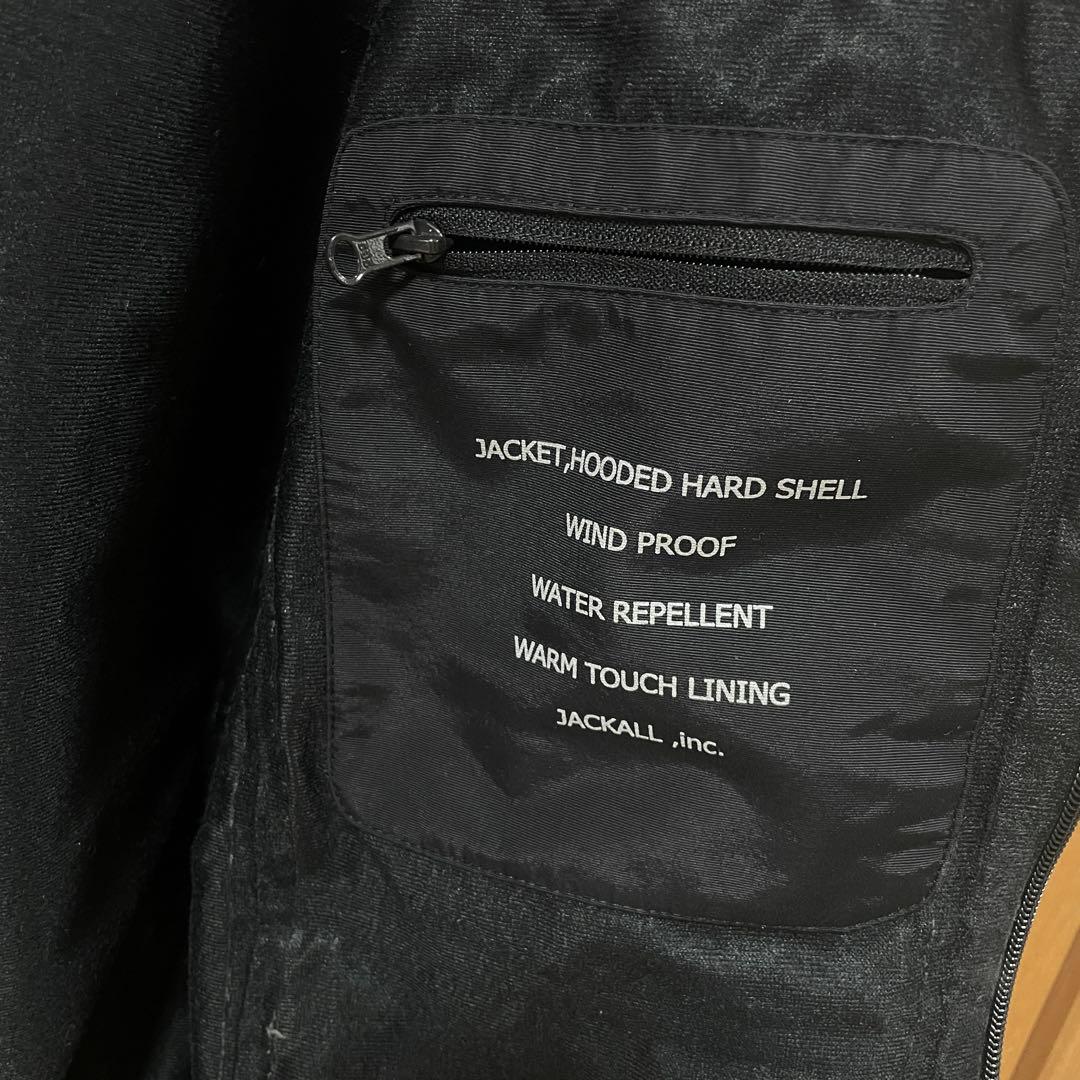 JACKET,HOODED HARD SHELL
WIND PROOF
WATER REPELLENT
WARM TOUCH LINING
JACKALL ,inc.